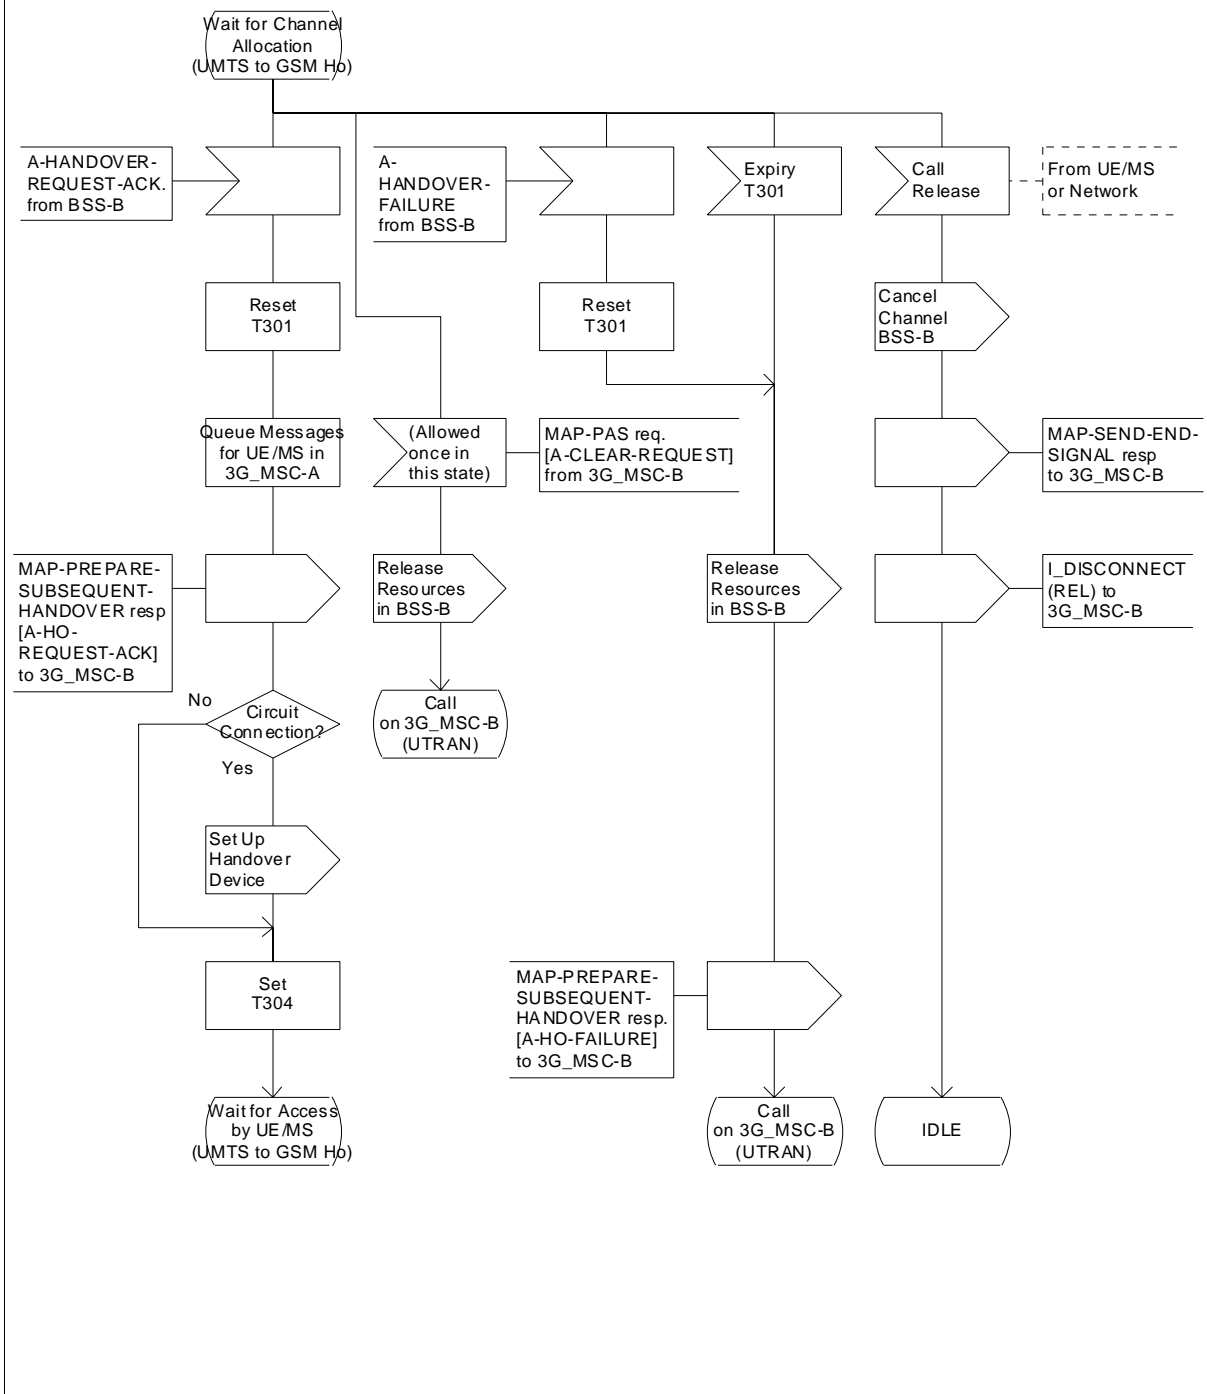 Wait for Channel
Allocation
(UMTS to GSM Ho)
A-HANDOVER-
REQUEST-ACK.
from BSS-B
A-
HANDOVER-
FAILURE
from BSS-B
Expiry
T301
Call
Release
From UE/MS
or Network
Reset
T301
Reset
T301
Cancel
Channel
BSS-B
Queue Messages
for UE/MS in
3G_MSC-A
(Allowed
once in
this state)
MAP-PAS req.
[A-CLEAR-REQUEST]
from 3G_MSC-B
MAP-SEND-END-
SIGNAL resp
to 3G_MSC-B
MAP-PREPARE-
SUBSEQUENT-
HANDOVER resp
[A-HO-
REQUEST-ACK]
to 3G_MSC-B
Release
Resources
in BSS-B
Release
Resources
in BSS-B
I_DISCONNECT
(REL) to
3G_MSC-B
No
Circuit
Connection?
Yes
Call
on 3G_MSC-B
(UTRAN)
Set Up
Handover
Device
Set
T304
MAP-PREPARE-
SUBSEQUENT-
HANDOVER resp.
[A-HO-FAILURE]
to 3G_MSC-B
Wait for Access
by UE/MS
(UMTS to GSM Ho)
Call
on 3G_MSC-B
(UTRAN)
IDLE